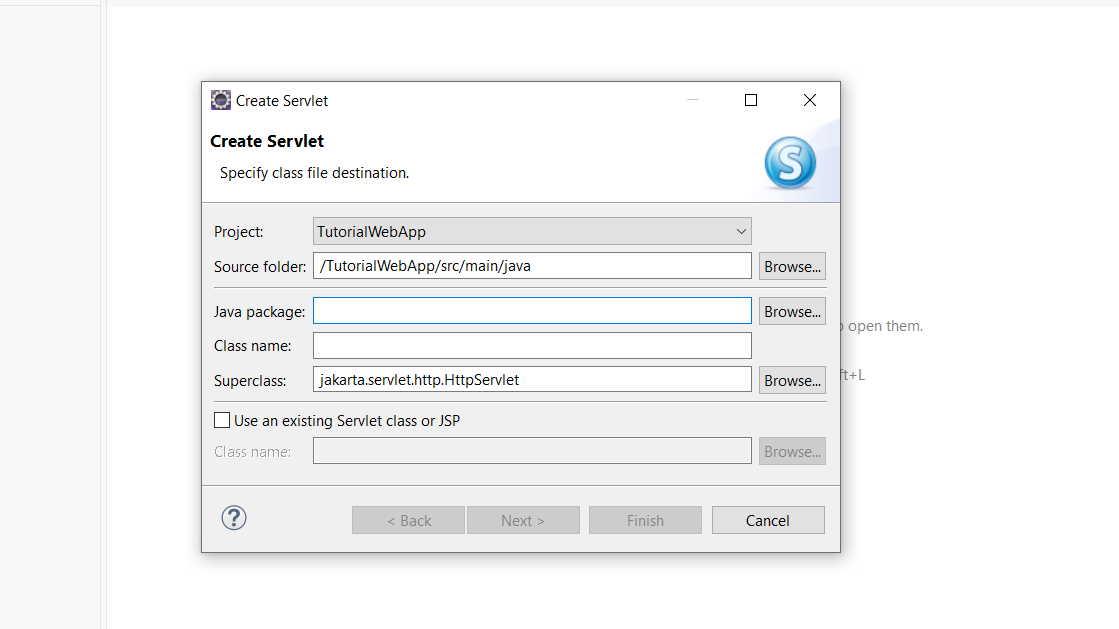 Create Servlet
Create Servlet
Specify class file destination.
S
Project: TutorialWebApp
Source folder: /TutorialWebApp/src/main/java Browse...
Java package: Browse...
open them.
Class name:
Superclass: jakarta.servlet.http.HttpServlet Browse...
ft+L
Use an existing Servlet class or JSP
Class name: Browse...
? < Back Next > Finish Cancel